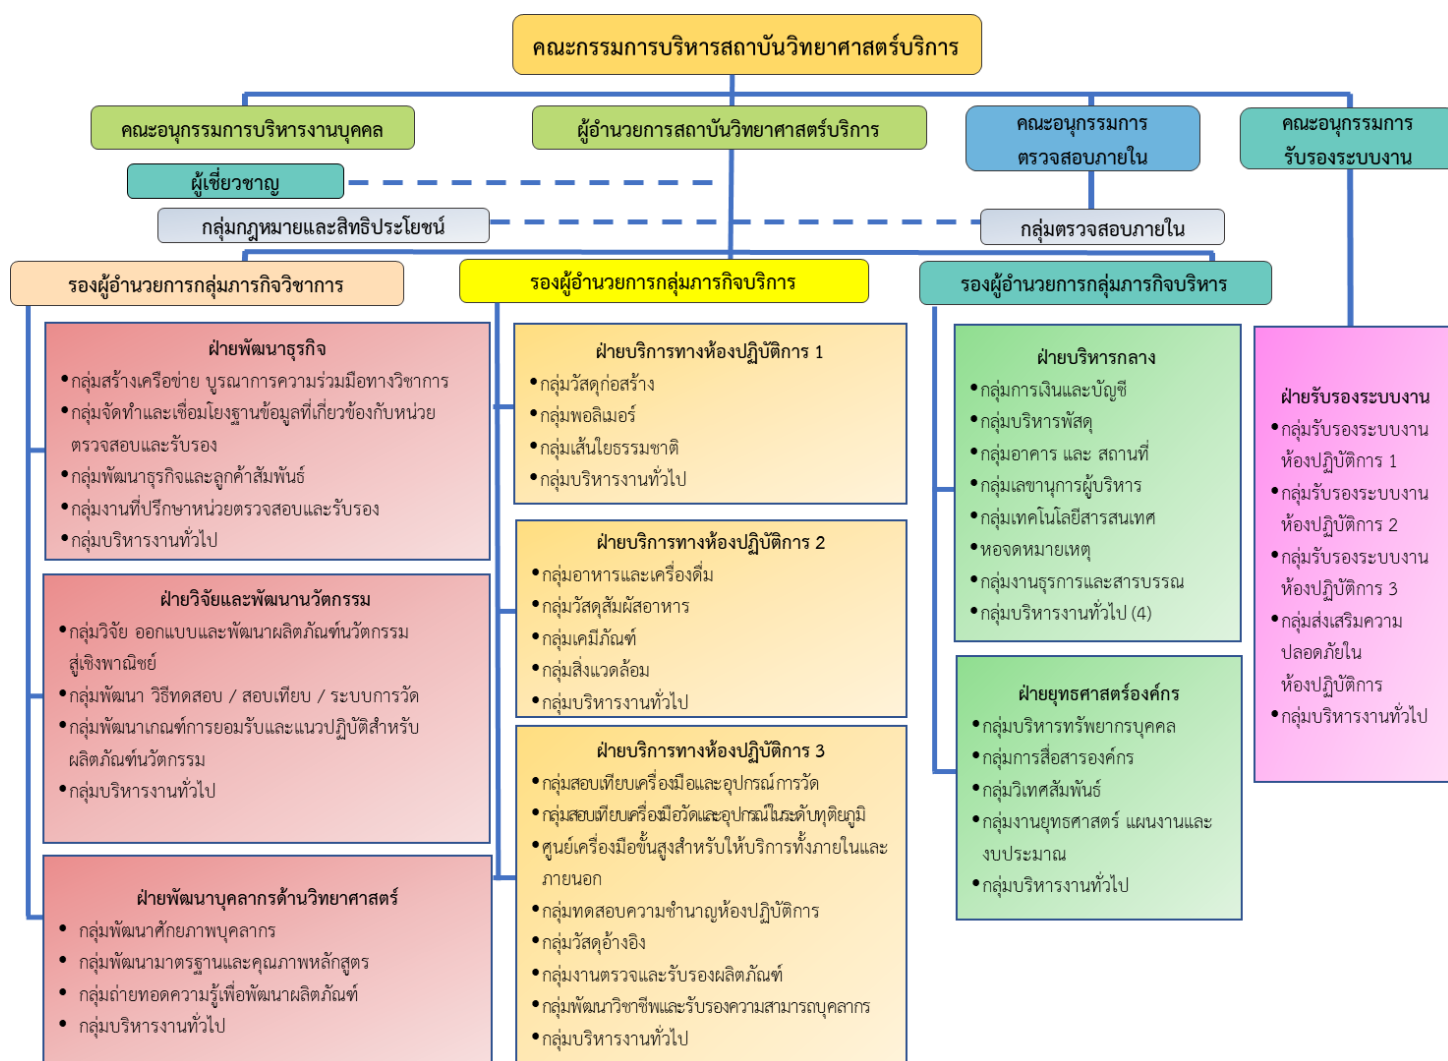 คณะกรรมการบริหารสถาบันวิทยาศาสตร์บริการ
คณะอนุกรรมการบริหารงานบุคคล
ผู้อำนวยการสถาบันวิทยาศาสตร์บริการ
คณะอนุกรรมการ
ตรวจสอบภายใน
คณะอนุกรรมการ
รับรองระบบงาน
ผู้เชี่ยวชาญ
กลุ่มกฎหมายและสิทธิประโยชน์
กลุ่มตรวจสอบภายใน
รองผู้อำนวยการกลุ่มภารกิจวิชาการ
รองผู้อำนวยการกลุ่มภารกิจบริการ
รองผู้อำนวยการกลุ่มภารกิจบริหาร
ฝ่ายพัฒนาธุรกิจ
•กลุ่มสร้างเครือข่าย บูรณาการความร่วมมือทางวิชาการ
•กลุ่มจัดทำและเชื่อมโยงฐานข้อมูลที่เกี่ยวข้องกับหน่วย
ตรวจสอบและรับรอง
•กลุ่มพัฒนาธุรกิจและลูกค้าสัมพันธ์
•กลุ่มงานที่ปรึกษาหน่วยตรวจสอบและรับรอง
•กลุ่มบริหารงานทั่วไป
ฝ่ายวิจัยและพัฒนานวัตกรรม
•กลุ่มวิจัย ออกแบบและพัฒนาผลิตภัณฑ์นวัตกรรม
สู่เชิงพาณิชย์
•กลุ่มพัฒนา วิธีทดสอบ / สอบเทียบ / ระบบการวัด
•กลุ่มพัฒนาเกณฑ์การยอมรับและแนวปฏิบัติสำหรับ
ผลิตภัณฑ์นวัตกรรม
•กลุ่มบริหารงานทั่วไป
ฝ่ายพัฒนาบุคลากรด้านวิทยาศาสตร์
• กลุ่มพัฒนาศักยภาพบุคลากร
• กลุ่มพัฒนามาตรฐานและคุณภาพหลักสูตร
• กลุ่มถ่ายทอดความรู้เพื่อพัฒนาผลิตภัณฑ์
• กลุ่มบริหารงานทั่วไป
ฝ่ายบริการทางห้องปฏิบัติการ 1
•กลุ่มวัสดุก่อสร้าง
•กลุ่มพอลิเมอร์
•กลุ่มเส้นใยธรรมชาติ
•กลุ่มบริหารงานทั่วไป
ฝ่ายบริการทางห้องปฏิบัติการ 2
•กลุ่มอาหารและเครื่องดื่ม
•กลุ่มวัสดุสัมผัสอาหาร
•กลุ่มเคมีภัณฑ์
•กลุ่มสิ่งแวดล้อม
•กลุ่มบริหารงานทั่วไป
ฝ่ายบริการทางห้องปฏิบัติการ 3
•กลุ่มสอบเทียบเครื่องมือและอุปกรณ์การวัด
•กลุ่มสอบเทียบเครื่องมือวัดและอุปกรณ์ในระดับทุติยภูมิ
•ศูนย์เครื่องมือขั้นสูงสำหรับให้บริการทั้งภายในและ
ภายนอก
•กลุ่มทดสอบความชำนาญห้องปฏิบัติการ
•กลุ่มวัสดุอ้างอิง
•กลุ่มงานตรวจและรับรองผลิตภัณฑ์
•กลุ่มพัฒนาวิชาชีพและรับรองความสามารถบุคลากร
•กลุ่มบริหารงานทั่วไป
ฝ่ายบริหารกลาง
•กลุ่มการเงินและบัญชี
•กลุ่มบริหารพัสดุ
•กลุ่มอาคาร และ สถานที่
•กลุ่มเลขานุการผู้บริหาร
•กลุ่มเทคโนโลยีสารสนเทศ
•หอจดหมายเหตุ
•กลุ่มงานธุรการและสารบรรณ
•กลุ่มบริหารงานทั่วไป (4)
ฝ่ายยุทธศาสตร์องค์กร
•กลุ่มบริหารทรัพยากรบุคคล
•กลุ่มการสื่อสารองค์กร
•กลุ่มวิเทศสัมพันธ์
•กลุ่มงานยุทธศาสตร์ แผนงานและ
งบประมาณ
•กลุ่มบริหารงานทั่วไป
ฝ่ายรับรองระบบงาน
•กลุ่มรับรองระบบงาน
ห้องปฏิบัติการ 1
•กลุ่มรับรองระบบงาน
ห้องปฏิบัติการ 2
•กลุ่มรับรองระบบงาน
ห้องปฏิบัติการ 3
•กลุ่มส่งเสริมความ
ปลอดภัยใน
ห้องปฏิบัติการ
•กลุ่มบริหารงานทั่วไป